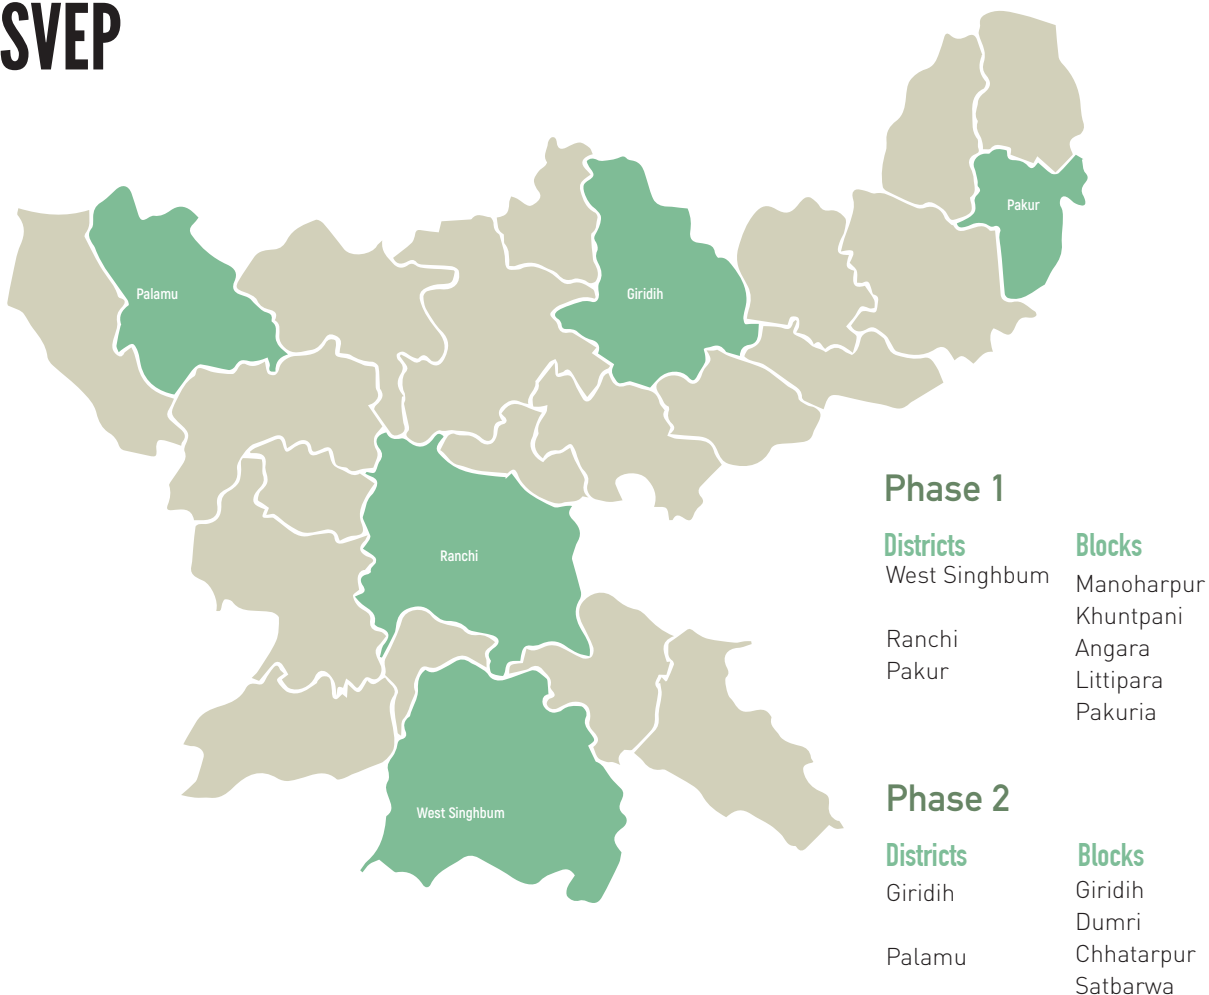 SVEP
Pakur
Palamu
Giridih
Ranchi
West Singhbum
Phase 1
Districts
Blocks
West Singhbum
Manoharpur
Khuntpani
Ranchi
Angara
Pakur
Littipara
Pakuria
Phase 2
Districts
Blocks
Giridih
Giridih
Dumri
Palamu
Chhatarpur
Satbarwa